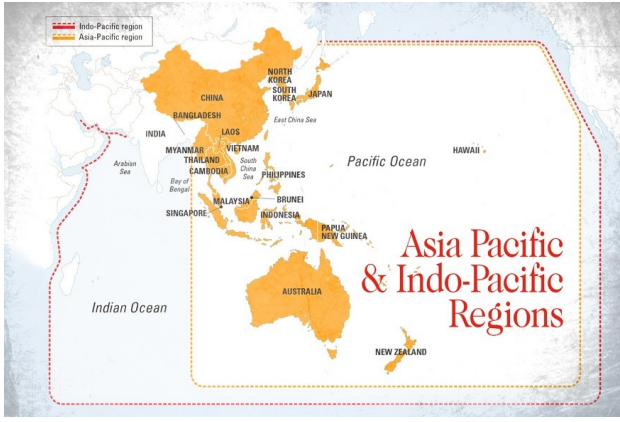 Indo-Pacific region
Asia-Pacific region
NORTH
KOREA
SOUTH
KOREA
JAPAN
CHINA
East China Sea
BANGLADESH
INDIA
LAOS
MYANMAR
VIETNAM
THAILAND
CAMBODIA
South
China
Sea
Arabian
Sea
Bay of
Bengal
PHILIPPINES
Pacific Ocean
HAWAII
MALAYSIA
BRUNEI
SINGAPORE
INDONESIA
PAPUA
NEW GUINEA
Asia Pacific
& Indo-Pacific
Regions
Indian Ocean
AUSTRALIA
NEW ZEALAND